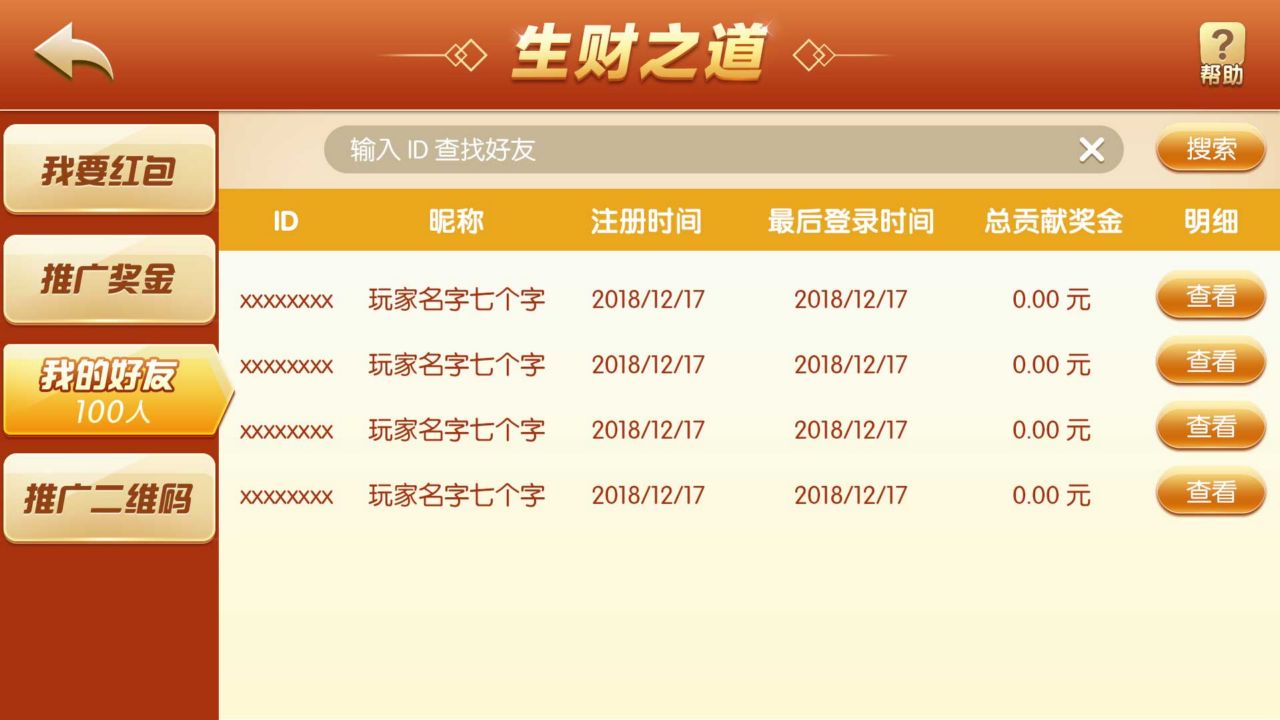 生财之道
?
帮助
我要红包
推广奖金
我的好友
100人
推广二维码
输入 ID 查找好友
搜索
ID 昵称 注册时间 最后登录时间 总贡献奖金 明细
xxxxxxxx 玩家名字七个字 2018/12/17 2018/12/17 0.00 元 查看
xxxxxxxx 玩家名字七个字 2018/12/17 2018/12/17 0.00 元 查看
xxxxxxxx 玩家名字七个字 2018/12/17 2018/12/17 0.00 元 查看
xxxxxxxx 玩家名字七个字 2018/12/17 2018/12/17 0.00 元 查看